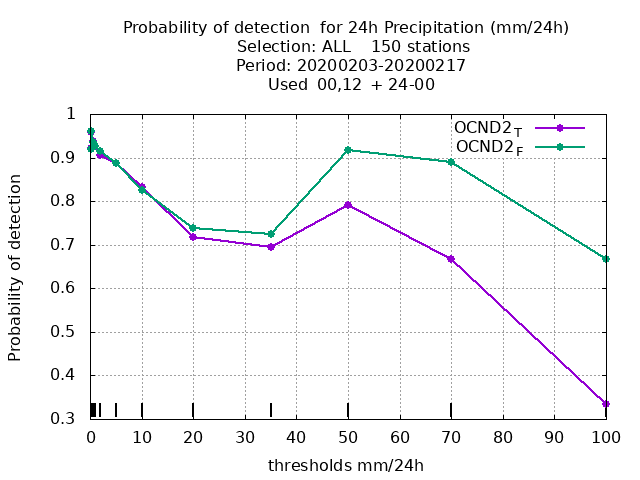 Probability of detection  for 24h Precipitation (mm/24h)
Selection: ALL    150 stations
Period: 20200203-20200217
Used  00,12  + 24-00
OCND2T
OCND2F
Probability of detection
1
0.9
0.8
0.7
0.6
0.5
0.4
0.3
0 10 20 30 40 50 60 70 80 90 100
thresholds mm/24h